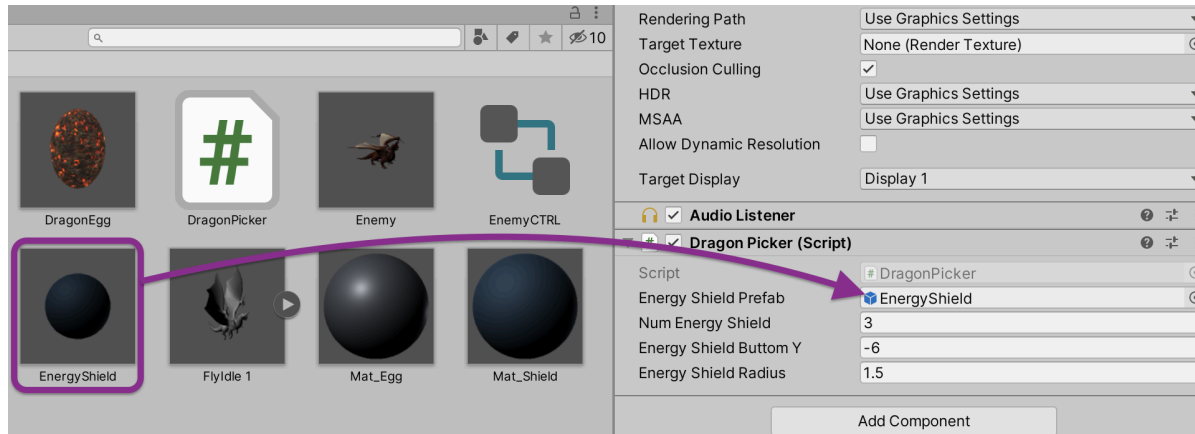 10
DragonEgg
DragonPicker
Enemy
EnemyCTRL
EnergyShield
FlyIdle 1
Mat_Egg
Mat_Shield
Rendering Path Use Graphics Settings
Target Texture None (Render Texture)
Occlusion Culling
HDR Use Graphics Settings
MSAA Use Graphics Settings
Allow Dynamic Resolution
Target Display Display 1
Audio Listener
# Dragon Picker (Script)
Script # DragonPicker
Energy Shield Prefab EnergyShield
Num Energy Shield 3
Energy Shield Buttom Y -6
Energy Shield Radius 1.5
Add Component